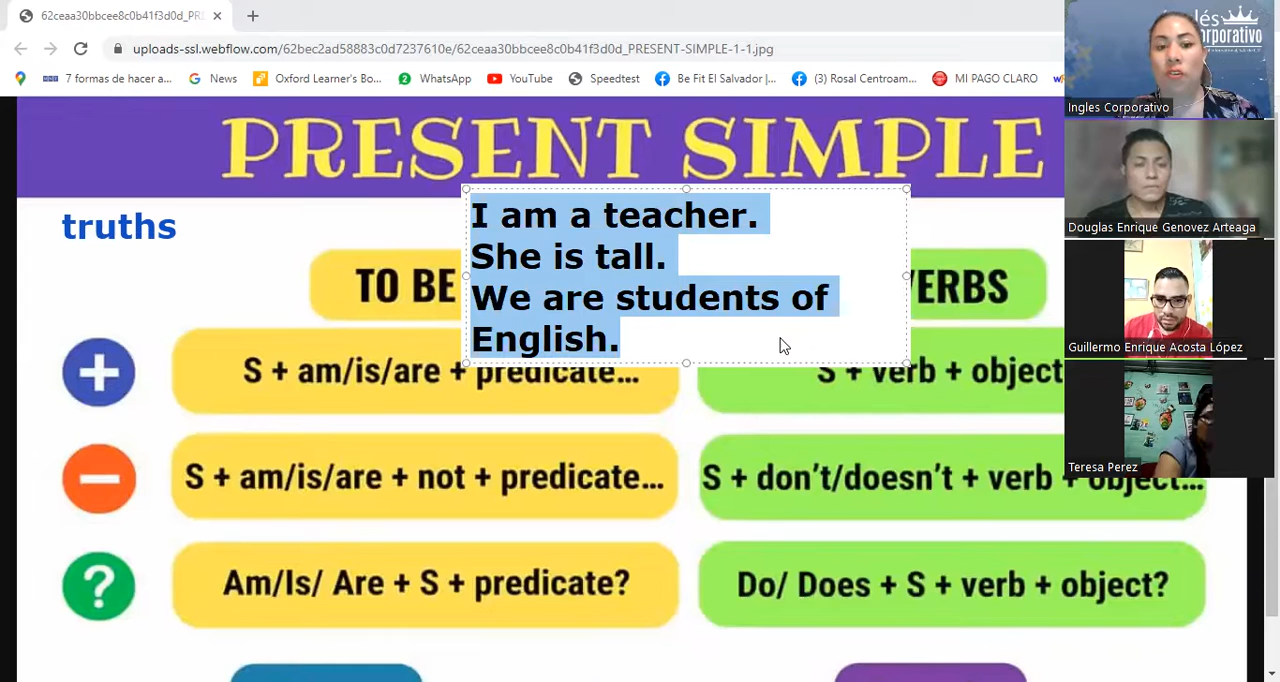 62ceaa30bbcee8c0b41f3d0d_PR
uploads-ssl.webflow.com/62bec2ad58883c0d7237610e/62ceaa30bbcee8c0b41f3d0d_PRESENT-SIMPLE-1-1.jpg
7 formas de hacer a...
News
Oxford Learner's Bo...
WhatsApp
YouTube
Speedtest
Be Fit El Salvador |...
(3) Rosal Centroam...
MI PAGO CLARO
PRESENT SIMPLE
truths
I am a teacher.
She is tall.
We are students of
English.
TO BE
VERBS
S + am/is/are + predicate...
S + verb + object
S + am/is/are + not + predicate...
S + don't/doesn't + verb + object...
Am/Is/ Are + S + predicate?
Do/ Does + S + verb + object?
Corporativo
Ingles Corporativo
Douglas Enrique Genovez Arteaga
Guillermo Enrique Acosta López
Teresa Perez